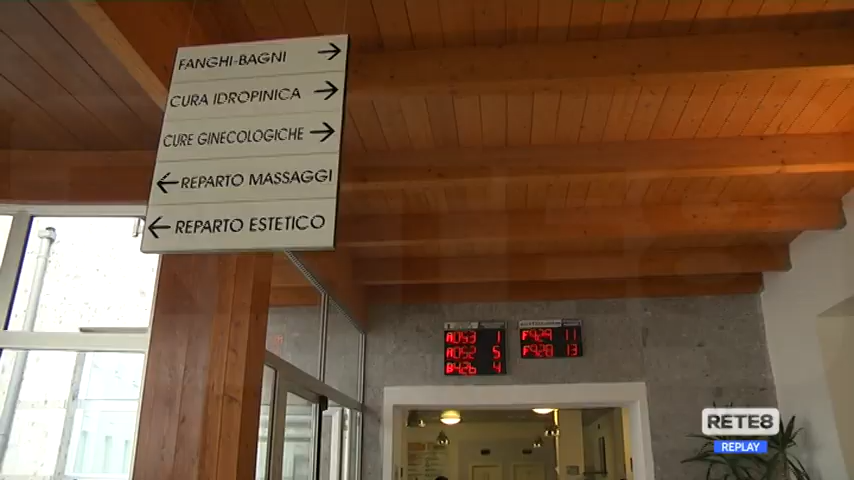 FANGHI-BAGNI →
CURA IDROPINICA →
CURE GINECOLOGICHE →
← REPARTO MASSAGGI
← REPARTO ESTETICO
A053 1
A052 5
B426 4
F429 11
F428 13
RETE8
REPLAY